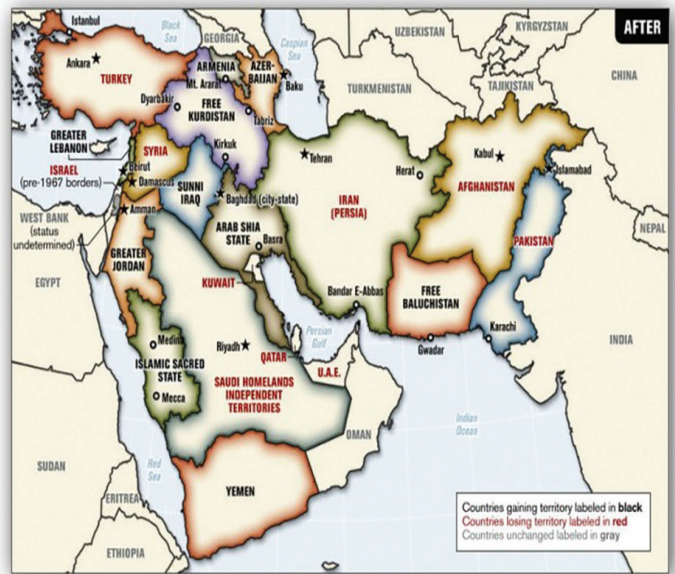 AFTER
Istanbul
Black
Sea
GEORGIA
Caspian
Sea
UZBEKISTAN
KYRGYZSTAN
Ankara
TURKEY
ARMENIA
Mt. Ararat
AZER-
BAIJAN
Baku
TURKMENISTAN
TAJIKISTAN
CHINA
Dyarbakir
FREE
KURDISTAN
Tabriz
GREATER
LEBANON
SYRIA
Kirkuk
Tehran
Herat
Kabul
Islamabad
ISRAEL
(pre-1967 borders)
Beirut
Damascus
SUNNI
IRAQ
Baghdad (city-state)
IRAN
(PERSIA)
AFGHANISTAN
WEST BANK
(status
undetermined)
Amman
ARAB SHIA
STATE
Basra
PAKISTAN
NEPAL
GREATER
JORDAN
EGYPT
KUWAIT
Bandar E-Abbas
FREE
BALUCHISTAN
Karachi
INDIA
Medina
Riyadh
Persian
Gulf
Gwadar
ISLAMIC SACRED
STATE
QATAR
U.A.E.
Mecca
SAUDI HOMELANDS
INDEPENDENT
TERRITORIES
OMAN
Indian
Ocean
SUDAN
Red
Sea
YEMEN
ERITREA
ETHIOPIA
Countries gaining territory labeled in black
Countries losing territory labeled in red
Countries unchanged labeled in gray